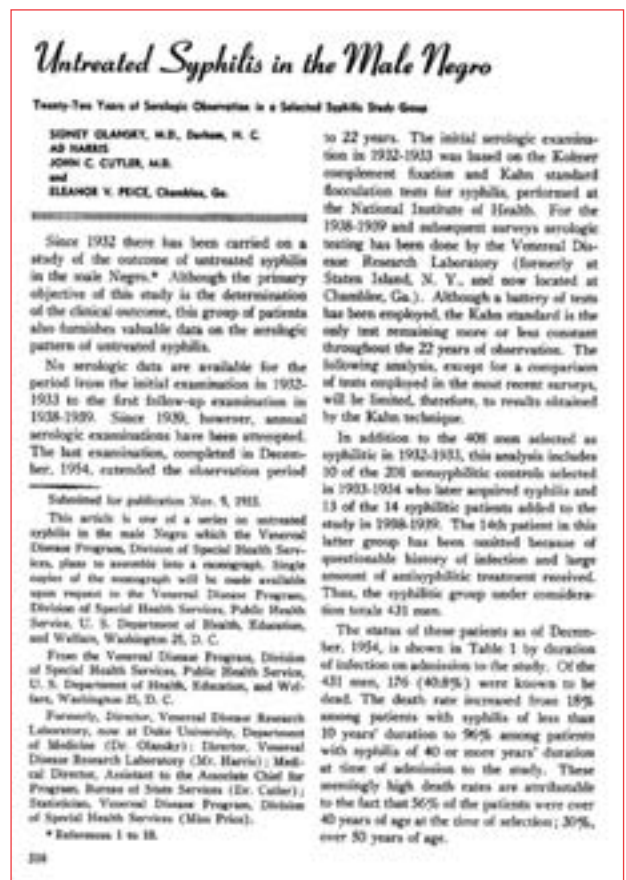 Untreated Syphilis in the Male Negro
Twenty-Two Years of Serologic Observation in a Selected Syphilis Study Group
SIDNEY OLANSKY, M.D., Durham, N. C.
AD HARRIS
JOHN C. CUTLER, M.D.
and
ELEANOR V. PRICE, Chamblee, Ga.
Since 1932 there has been carried on a
study of the outcome of untreated syphilis
in the male Negro.* Although the primary
objective of this study is the determination
of the clinical outcome, this group of patients
also furnishes valuable data on the serologic
pattern of untreated syphilis.
No serologic data are available for the
period from the initial examination in 1932-
1933 to the first follow-up examination in
1938-1939. Since 1939, however, annual
serologic examinations have been attempted.
The last examination, completed in Decem-
ber, 1954, extended the observation period
Submitted for publication Nov. 9,
This article is one of a series on untreated
syphilis in the male Negro which the Venereal
Disease Program, Division of Special Health Serv-
ices, plans to assemble into a monograph. Single
copies of the monograph will be made available
upon request to the Venereal Disease Program,
Division of Special Health Services, Public Health
Service, U. S. Department of Health, Education,
and Welfare, Washington 25, D. C.
From the Venereal Disease Program, Division
of Special Health Services, Public Health Service,
U. S. Department of Health, Education, and Wel-
fare, Washington 25, D. C.
Formerly, Director, Venereal Disease Research
Laboratory, now at Duke University, Department
of Medicine (Dr. Olansky); Director, Venereal
Disease Research Laboratory (Mr. Harris); Medi-
cal Director, Assistant to the Associate Chief for
Program, Bureau of State Services (Dr. Cutler);
Statistician, Venereal Disease Program, Division
of Special Health Services (Miss Price).
* References 1 to 10.
to 22 years. The initial serologic examina-
tion in 1932-1933 was based on the Kolmer
complement fixation and Kahn standard
flocculation tests for syphilis, performed at
the National Institute of Health. For the
1938-1939 and subsequent surveys serologic
testing has been done by the Venereal Dis-
ease Research Laboratory (formerly at
Staten Island, N. Y., and now located at
Chamblee, Ga.). Although a battery of tests
has been employed, the Kahn standard is the
only test remaining more or less constant
throughout the 22 years of observation. The
following analysis, except for a comparison
of tests employed in the most recent surveys,
will be limited, therefore, to results obtained
by the Kahn technique.
In addition to the 408 men selected as
syphilitic in 1932-1933, this analysis includes
10 of the nonsyphilitic controls selected
in 1933-1934 who later acquired syphilis and
13 of the 14 syphilitic patients added to the
study in 1938-1939. The 14th patient in this
latter group has been omitted because of
questionable history of infection and large
amount of antisyphilitic treatment received.
Thus, the syphilitic group under considera-
tion totals 431 men.
The status of these patients as of Decem-
ber, 1954, is shown in Table 1 by duration
of infection on admission to the study. Of the
431 men, 176 (40.8%) were known to be
dead. The death rate increased from 18%
among patients with syphilis of less than
10 years' duration to 96% among patients
with syphilis of 40 or more years' duration
at time of admission to the study. These
seemingly high death rates are attributable
to the fact that 56% of the patients were over
40 years of age at the time of selection; 30%,
over 50 years of age.